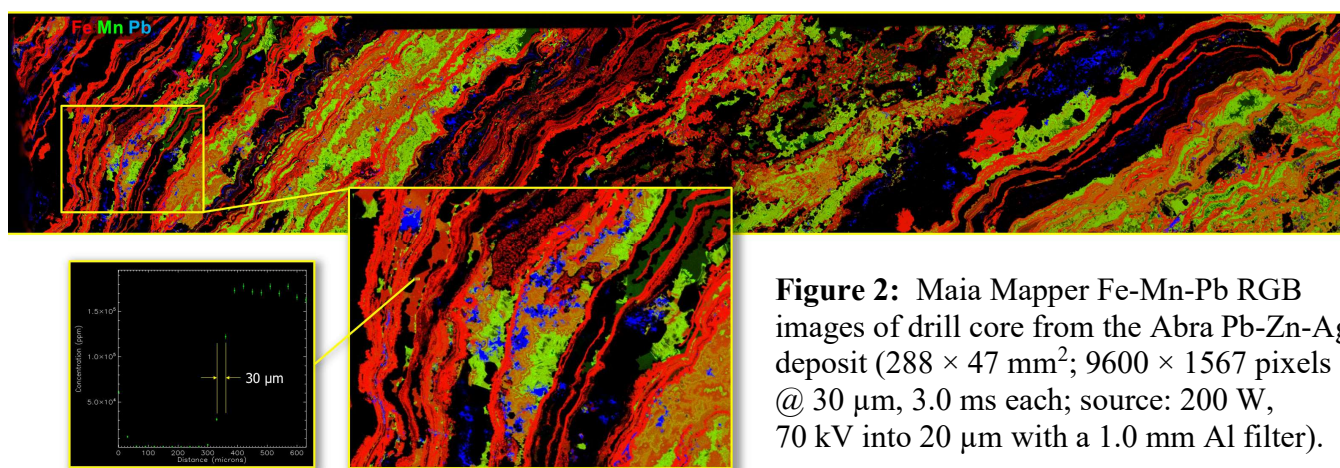 Fe Mn Pb
1.5×10⁵
1.0×10⁵
5.0×10⁴
0
Concentration (ppm)
30 µm
0 100 200 300 400 500 600
Distance (microns)
Figure 2: Maia Mapper Fe-Mn-Pb RGB
images of drill core from the Abra Pb-Zn-Ag
deposit (288 × 47 mm²; 9600 × 1567 pixels
@ 30 µm, 3.0 ms each; source: 200 W,
70 kV into 20 µm with a 1.0 mm Al filter).